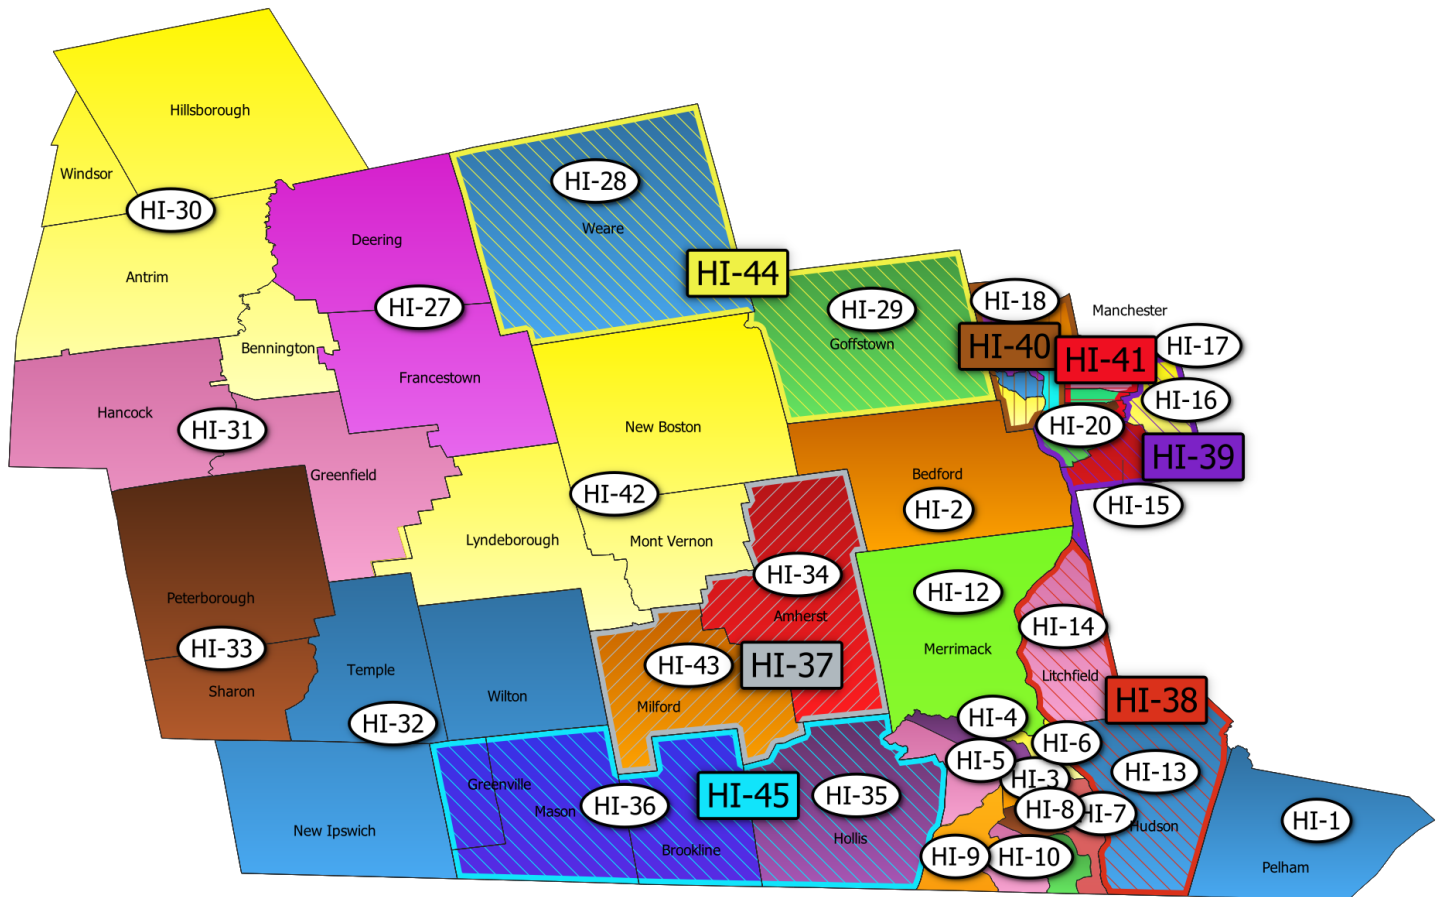 Hillsborough
Windsor
HI-30
Antrim
Deering
HI-28
Weare
HI-44
HI-27
HI-29
Goffstown
HI-18
Manchester
HI-40
HI-41
HI-17
Bennington
Francestown
Hancock
HI-31
Greenfield
New Boston
HI-16
HI-20
HI-39
Bedford
HI-2
HI-15
HI-42
Lyndeborough
Mont Vernon
HI-34
Amherst
HI-12
Merrimack
HI-14
Litchfield
Peterborough
HI-33
Sharon
Temple
HI-32
Wilton
HI-43
Milford
HI-37
HI-38
HI-4
HI-6
HI-5
HI-3
HI-13
HI-8
HI-7
Hudson
HI-1
Pelham
New Ipswich
Greenville
Mason
HI-36
Brookline
HI-45
HI-35
Hollis
HI-9
HI-10